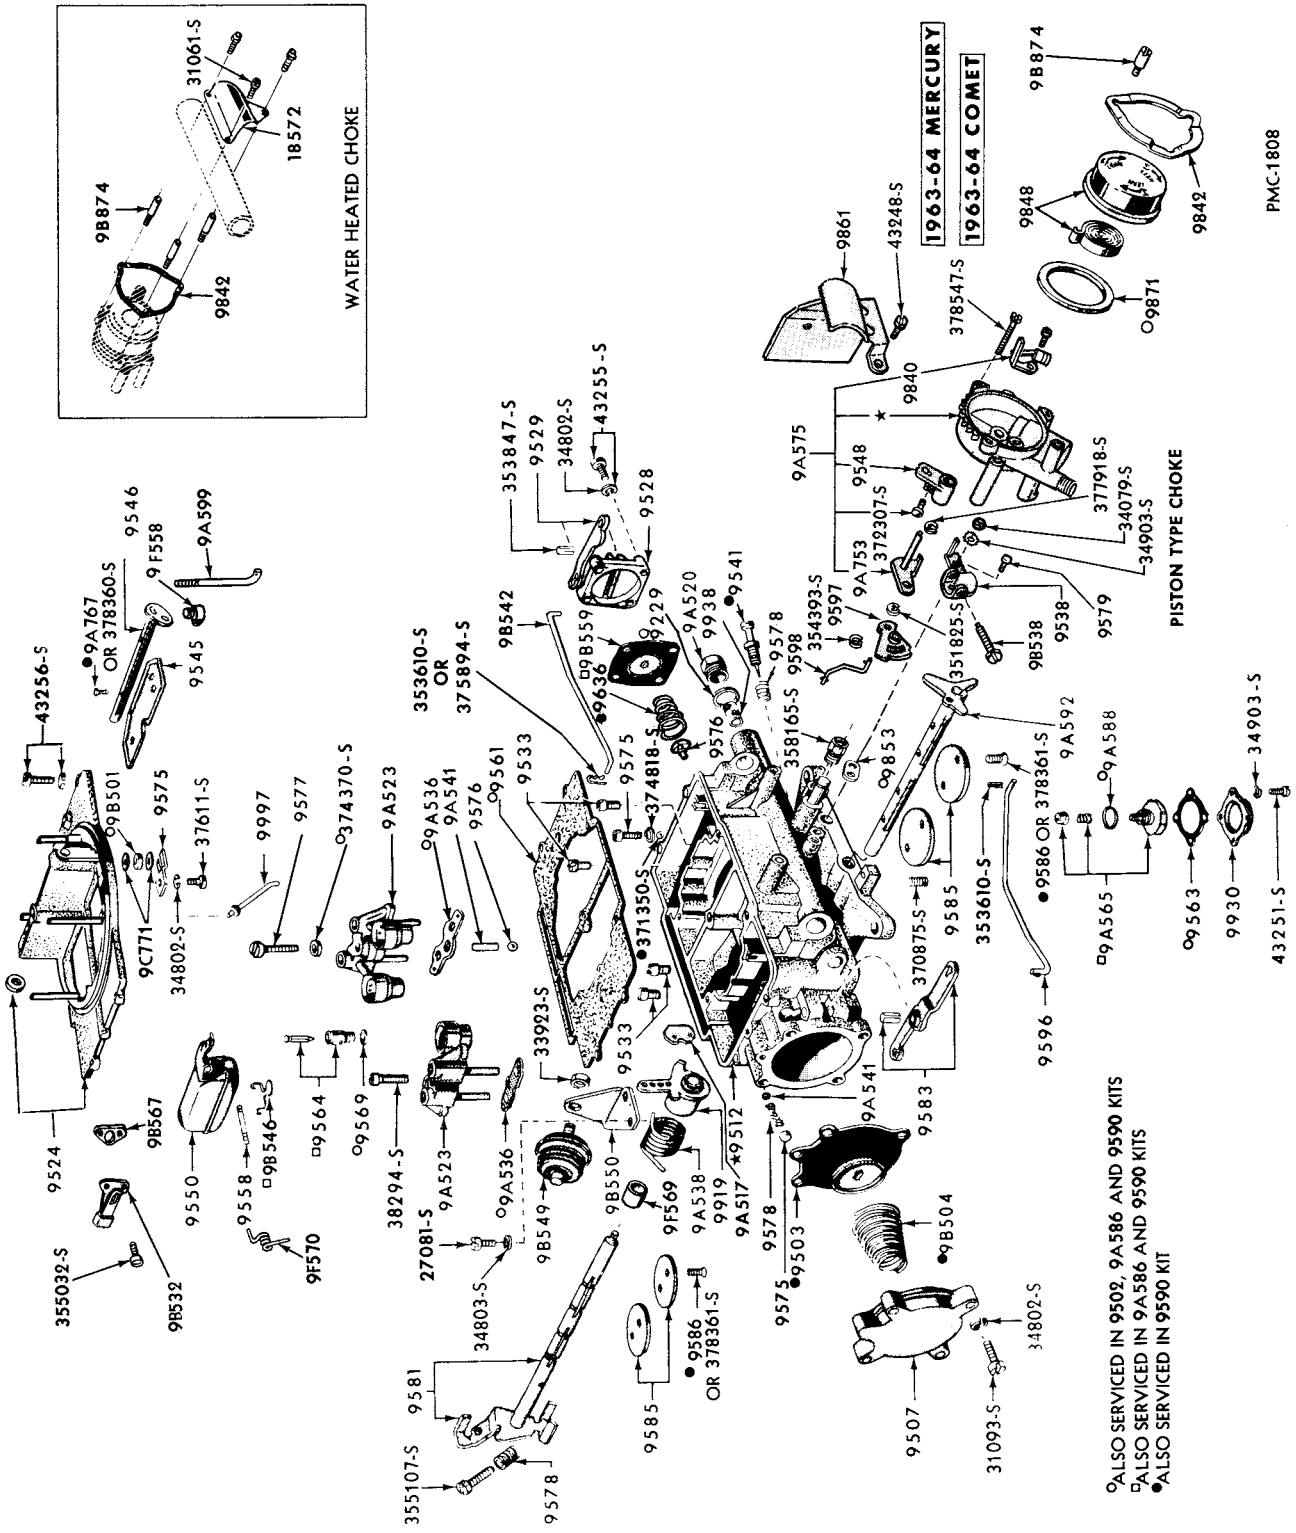 31061-S
18572
9B874
9842
WATER HEATED CHOKE
1963-64 MERCURY
1963-64 COMET
9B874
9848
9842
○9871
PMC-1808
9861
43248-S
378547-S
9840
9A575
★
9548
372307-S
9A753
377918-S
34079-S
34903-S
PISTON TYPE CHOKE
354393-S
9597
9598
351825-S
9538
9579
9B538
353847-S
9529
34802-S
43255-S
9528
●9541
9938
9A520
○9229
□9B559
●9636
9B542
353610-S
OR
375894-S
9578
358165-S
○9853
9576
○374818-S
9575
9533
○9561
●371350-S
9A592
●9586 OR 378361-S
353610-S
9585
370875-S
9596
○9A588
□9A565
○9563
9930
34903-S
43251-S
9A599
9F558
9546
●9A767
OR 378360-S
9545
43256-S
○9B501
9575
37611-S
9C771
34802-S
9997
9577
○374370-S
9A523
○9A536
9A541
9576
9524
9B567
355032-S
9B532
9550
9558
□9B546
9F570
□9564
○9569
38294-S
9A523
○9A536
27081-S
34803-S
9B549
33923-S
9533
9B550
9F569
9A538
9919
9A517
★9512
9578
9575
●9503
9A541
9583
●9B504
9507
34802-S
31093-S
9581
355107-S
9578
9585
●9586
OR 378361-S
○ALSO SERVICED IN 9502, 9A586 AND 9590 KITS
□ALSO SERVICED IN 9A586 AND 9590 KITS
●ALSO SERVICED IN 9590 KIT